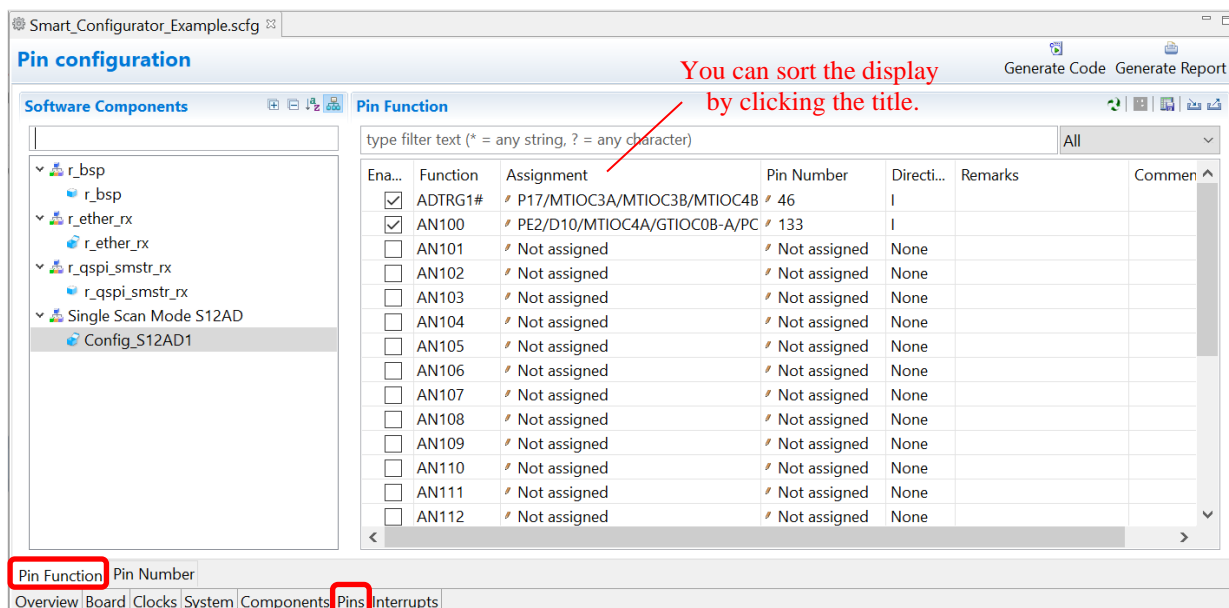 Smart_Configurator_Example.scfg
Pin configuration
Generate Code Generate Report
You can sort the display
by clicking the title.
Software Components
Pin Function
type filter text (* = any string, ? = any character)
All
Ena... Function Assignment Pin Number Directi... Remarks Commen
ADTRG1# P17/MTIOC3A/MTIOC3B/MTIOC4B 46 I
AN100 PE2/D10/MTIOC4A/GTIOC0B-A/PC 133 I
AN101 Not assigned Not assigned None
AN102 Not assigned Not assigned None
AN103 Not assigned Not assigned None
AN104 Not assigned Not assigned None
AN105 Not assigned Not assigned None
AN106 Not assigned Not assigned None
AN107 Not assigned Not assigned None
AN108 Not assigned Not assigned None
AN109 Not assigned Not assigned None
AN110 Not assigned Not assigned None
AN111 Not assigned Not assigned None
AN112 Not assigned Not assigned None
r_bsp
r_bsp
r_ether_rx
r_ether_rx
r_qspi_smstr_rx
r_qspi_smstr_rx
Single Scan Mode S12AD
Config_S12AD1
Pin Function Pin Number
Overview Board Clocks System Components Pins Interrupts